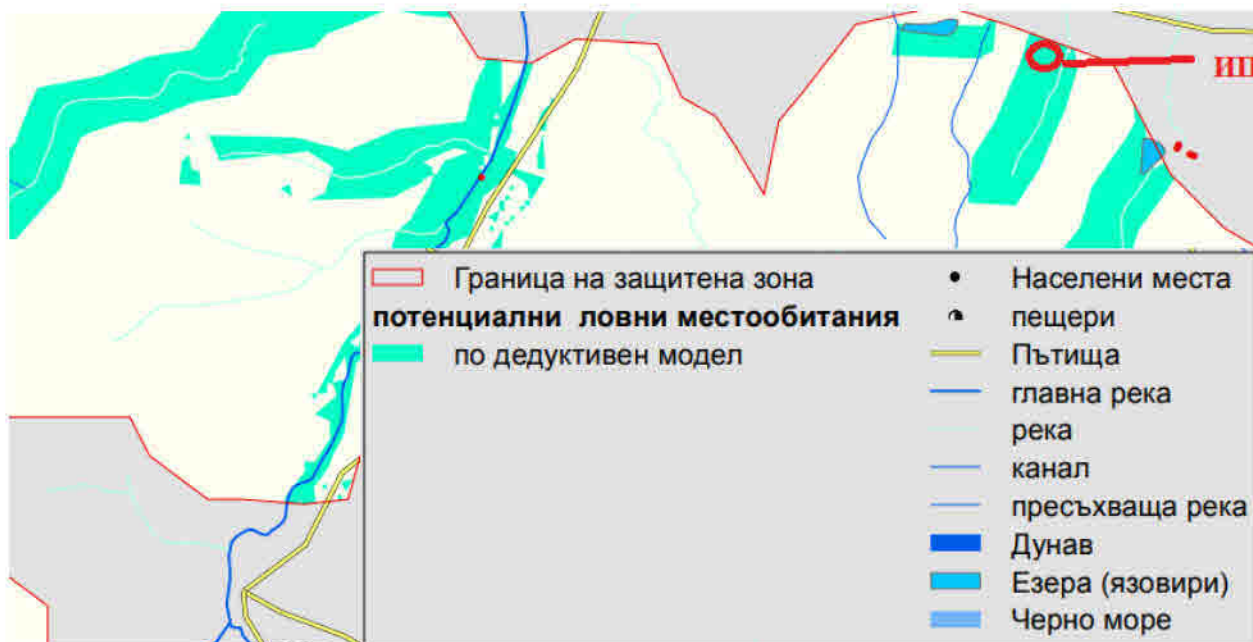 ИП
Граница на защитена зона
потенциални ловни местообитания
по дедуктивен модел
Населени места
пещери
Пътища
главна река
река
канал
пресъхваща река
Дунав
Езера (язовири)
Черно море